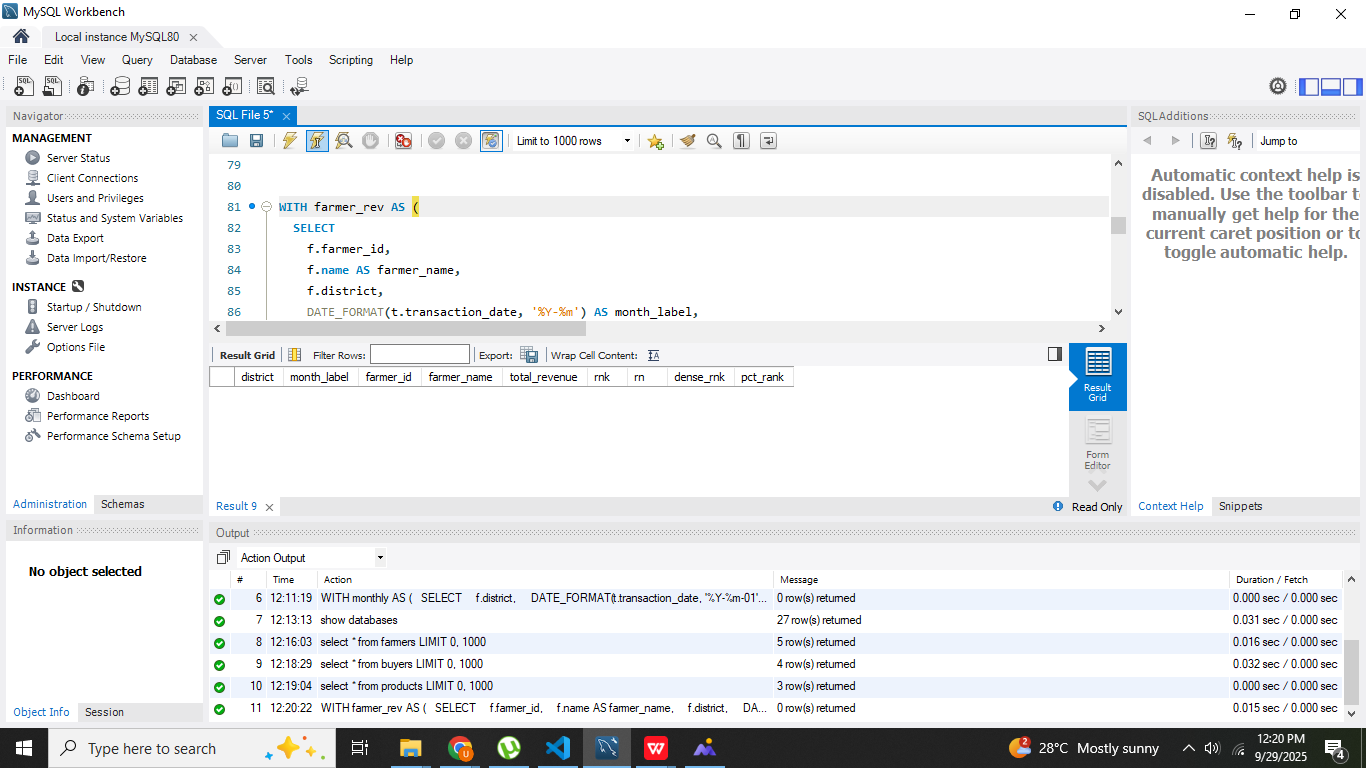 MySQL Workbench
Local instance MySQL80
File Edit View Query Database Server Tools Scripting Help
Navigator
MANAGEMENT
Server Status
Client Connections
Users and Privileges
Status and System Variables
Data Export
Data Import/Restore
INSTANCE
Startup / Shutdown
Server Logs
Options File
PERFORMANCE
Dashboard
Performance Reports
Performance Schema Setup
Administration Schemas
Information
No object selected
Object Info Session
SQL File 5*
Limit to 1000 rows
79
80
81 WITH farmer_rev AS (
82 SELECT
83 f.farmer_id,
84 f.name AS farmer_name,
85 f.district,
86 DATE_FORMAT(t.transaction_date, '%Y-%m') AS month_label,
Result Grid Filter Rows: Export: Wrap Cell Content:
district month_label farmer_id farmer_name total_revenue rnk rn dense_rnk pct_rank
Result Grid
Form Editor
Result 9
Read Only
SQLAdditions
Jump to
Automatic context help is
disabled. Use the toolbar t
manually get help for the
current caret position or to
toggle automatic help.
Context Help Snippets
Output
Action Output
# Time Action Message Duration / Fetch
6 12:11:19 WITH monthly AS ( SELECT f.district, DATE_FORMAT(t.transaction_date, '%Y-%m-01'... 0 row(s) returned 0.000 sec / 0.000 sec
7 12:13:13 show databases 27 row(s) returned 0.031 sec / 0.000 sec
8 12:16:03 select * from farmers LIMIT 0, 1000 5 row(s) returned 0.016 sec / 0.000 sec
9 12:18:29 select * from buyers LIMIT 0, 1000 4 row(s) returned 0.032 sec / 0.000 sec
10 12:19:04 select * from products LIMIT 0, 1000 3 row(s) returned 0.000 sec / 0.000 sec
11 12:20:22 WITH farmer_rev AS ( SELECT f.farmer_id, f.name AS farmer_name, f.district, DA... 0 row(s) returned 0.015 sec / 0.000 sec
Type here to search
2
28°C Mostly sunny
12:20 PM
9/29/2025
4